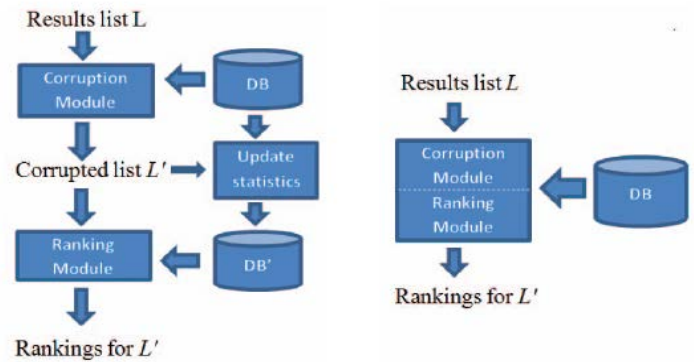 Results list L
Corruption
Module
DB
Corrupted list L'
Update
statistics
Ranking
Module
DB'
Rankings for L'
Results list L
Corruption
Module
Ranking
Module
DB
Rankings for L'